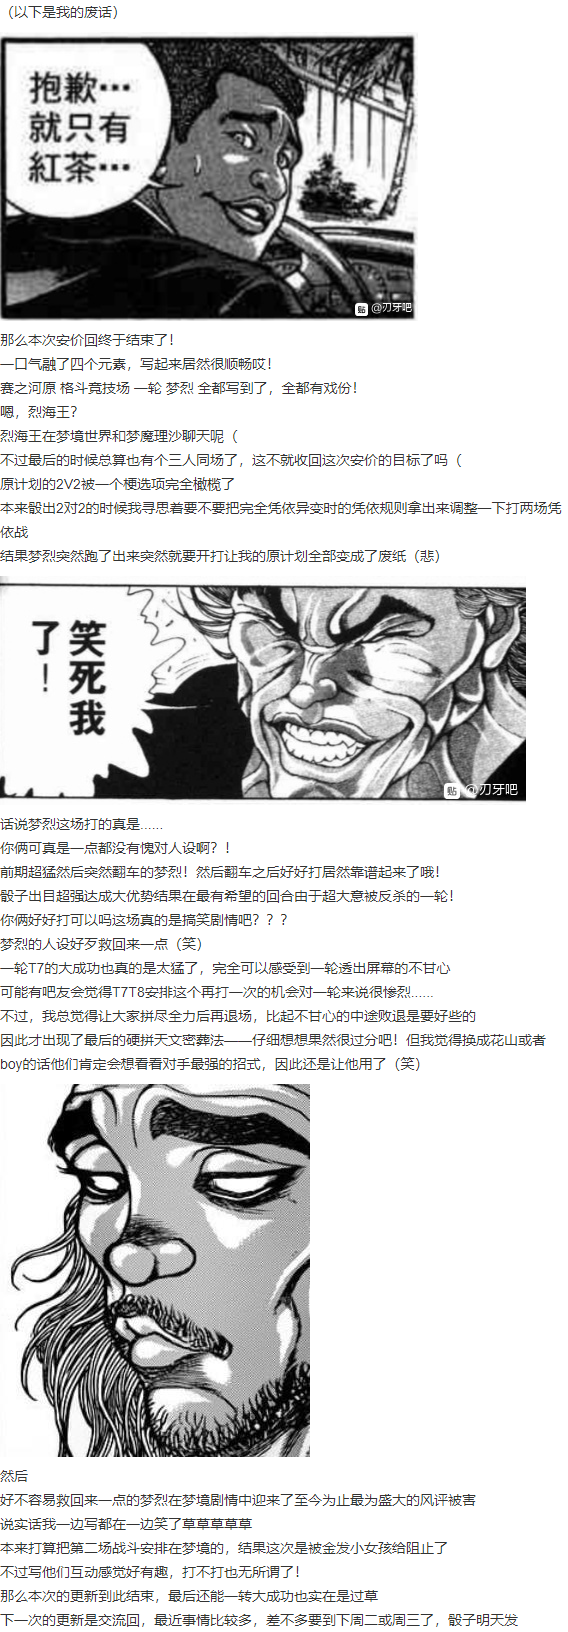 （以下是我的废话）
抱歉…
就只有
紅茶…
贴 @刃牙吧
那么本次安价回终于结束了！
一口气融了四个元素，写起来居然很顺畅哎！
赛之河原 格斗竞技场 一轮 梦烈 全都写到了，全都有戏份！
嗯，烈海王？
烈海王在梦境世界和梦魔理沙聊天呢（
不过最后的时候总算也有个三人同场了，这不就收回这次安价的目标了吗（
原计划的2V2被一个梗选项完全橄榄了
本来骰出2对2的时候我寻思着要不要把完全凭依异变时的凭依规则拿出来调整一下打两场凭
依战
结果梦烈突然跑了出来突然就要开打让我的原计划全部变成了废纸（悲）
笑死我
了！
贴 @刃牙吧
话说梦烈这场打的真是......
你俩可真是一点都没有愧对人设啊？！
前期超猛然后突然翻车的梦烈！然后翻车之后好好打居然靠谱起来了哦！
骰子出目超强达成大优势结果在最有希望的回合由于超大意被反杀的一轮！
你俩好好打可以吗这场真的是搞笑剧情吧？？？
梦烈的人设好歹救回来一点（笑）
一轮T7的大成功也真的是太猛了，完全可以感受到一轮透出屏幕的不甘心
可能有吧友会觉得T7T8安排这个再打一次的机会对一轮来说很惨烈......
不过，我总觉得让大家拼尽全力后再退场，比起不甘心的中途败退是要好些的
因此才出现了最后的硬拼天文密葬法——仔细想想果然很过分吧！但我觉得换成花山或者
boy的话他们肯定会想看看对手最强的招式，因此还是让他用了（笑）
然后
好不容易救回来一点的梦烈在梦境剧情中迎来了至今为止最为盛大的风评被害
说实话我一边写都在一边笑了草草草草草
本来打算把第二场战斗安排在梦境的，结果这次是被金发小女孩给阻止了
不过写他们互动感觉好有趣，打不打也无所谓了！
那么本次的更新到此结束，最后还能一转大成功也实在是过草
下一次的更新是交流回，最近事情比较多，差不多要到下周二或周三了，骰子明天发